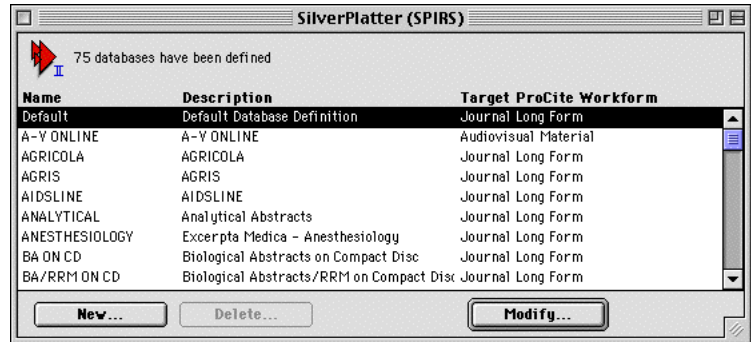 SilverPlatter (SPIRS)
II
75 databases have been defined
Name Description Target ProCite Workform
Default Default Database Definition Journal Long Form
A-V ONLINE A-V ONLINE Audiovisual Material
AGRICOLA AGRICOLA Journal Long Form
AGRIS AGRIS Journal Long Form
AIDSLINE AIDSLINE Journal Long Form
ANALYTICAL Analytical Abstracts Journal Long Form
ANESTHESIOLOGY Excerpta Medica - Anesthesiology Journal Long Form
BA ON CD Biological Abstracts on Compact Disc Journal Long Form
BA/RRM ON CD Biological Abstracts/RRM on Compact Disc Journal Long Form
New... Delete... Modify...